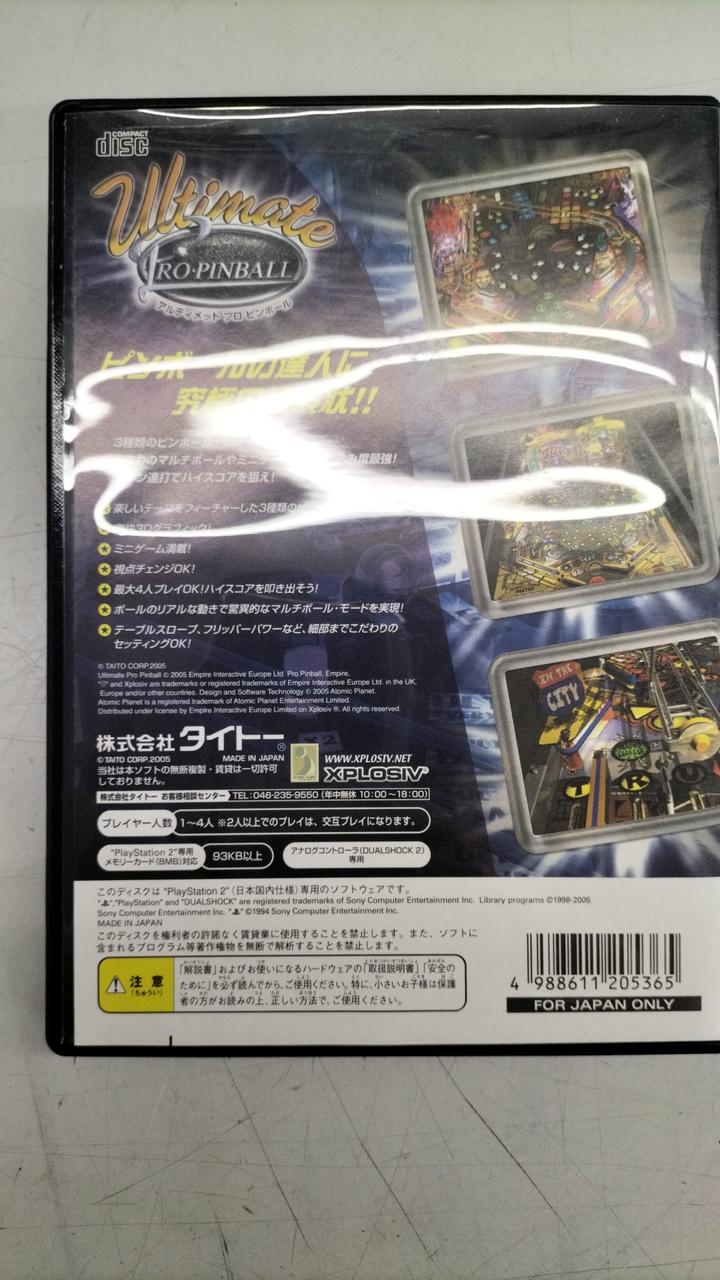 COMPACT
disc
Ultimate
PRO-PINBALL
アルティメット プロ ピンボール
ピンボールの達人に
3種類のピンボー
のマルチボールやミニゲー み度最強!
ン連打でハイスコアを狙え!
楽しいテーマをフィーチャーした3種類の
3Dグラフィック!
ミニゲーム満載!
視点チェンジOK!
最大4人プレイOK!ハイスコアを叩き出そう!
ボールのリアルな動きで驚異的なマルチボール・モードを実現!
テーブルスロープ、フリッパーパワーなど、細部までこだわりの
セッティングOK!
© TAITO CORP.2005
Ultimate Pro Pinball © 2005 Empire Interactive Europe Ltd. Pro Pinball, Empire,
and Xplosiv are trademarks or registered trademarks of Empire Interactive Europe Ltd. in the UK,
Europe and/or other countries. Design and Software Technology © 2005 Atomic Planet.
Atomic Planet is a registered trademark of Atomic Planet Entertainment Limited.
Distributed under license by Empire Interactive Europe Limited on Xplosiv ®. All rights reserved.
株式会社 タイトー®
© TAITO CORP.2005 MADE IN JAPAN
当社は本ソフトの無断複製・賃貸は一切許可
しておりません。
WWW.XPLOSIV.NET
XPLOSIV®
株式会社タイトー お客様相談センター TEL:046-235-9550 (年中無休 10:00~18:00)
プレイヤー人数 1~4人 ※2人以上でのプレイは、交互プレイになります。
"PlayStation 2"専用
メモリーカード(8MB)対応
93KB以上
アナログコントローラ(DUALSHOCK 2)
専用
IN THE
CITY
このディスクは "PlayStation 2" (日本国内仕様) 専用のソフトウェアです。
","PlayStation" and "DUALSHOCK" are registered trademarks of Sony Computer Entertainment Inc. Library programs ©1998-2005
Sony Computer Entertainment Inc. " " ©1994 Sony Computer Entertainment Inc.
MADE IN JAPAN
このディスクを権利者の許諾なく賃貸業に使用することを禁止します。また、ソフトに
含まれるプログラム等著作権物を無断で解析することを禁止します。
注意
(ちゅうい)
「解説書」およびお使いになるハードウェアの「取扱説明書」「安全の
ために」を必ず読んでから、ご使用ください。特に、小さいお子様は保護
者の方がお読みの上、正しい方法で、ご使用ください。
4 988611 205365
FOR JAPAN ONLY